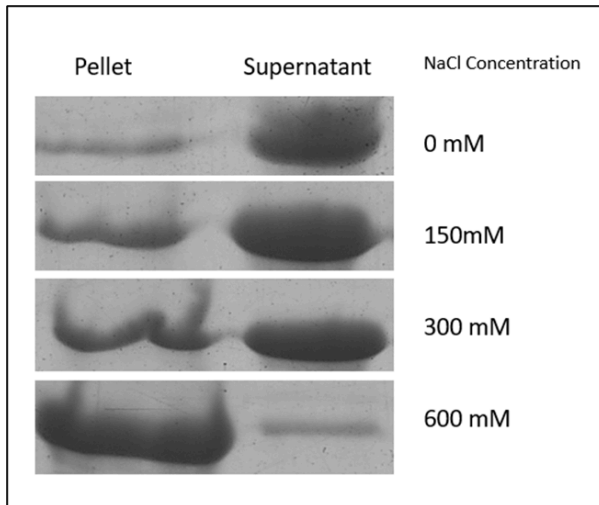 Pellet Supernatant NaCl Concentration
0 mM
150mM
300 mM
600 mM